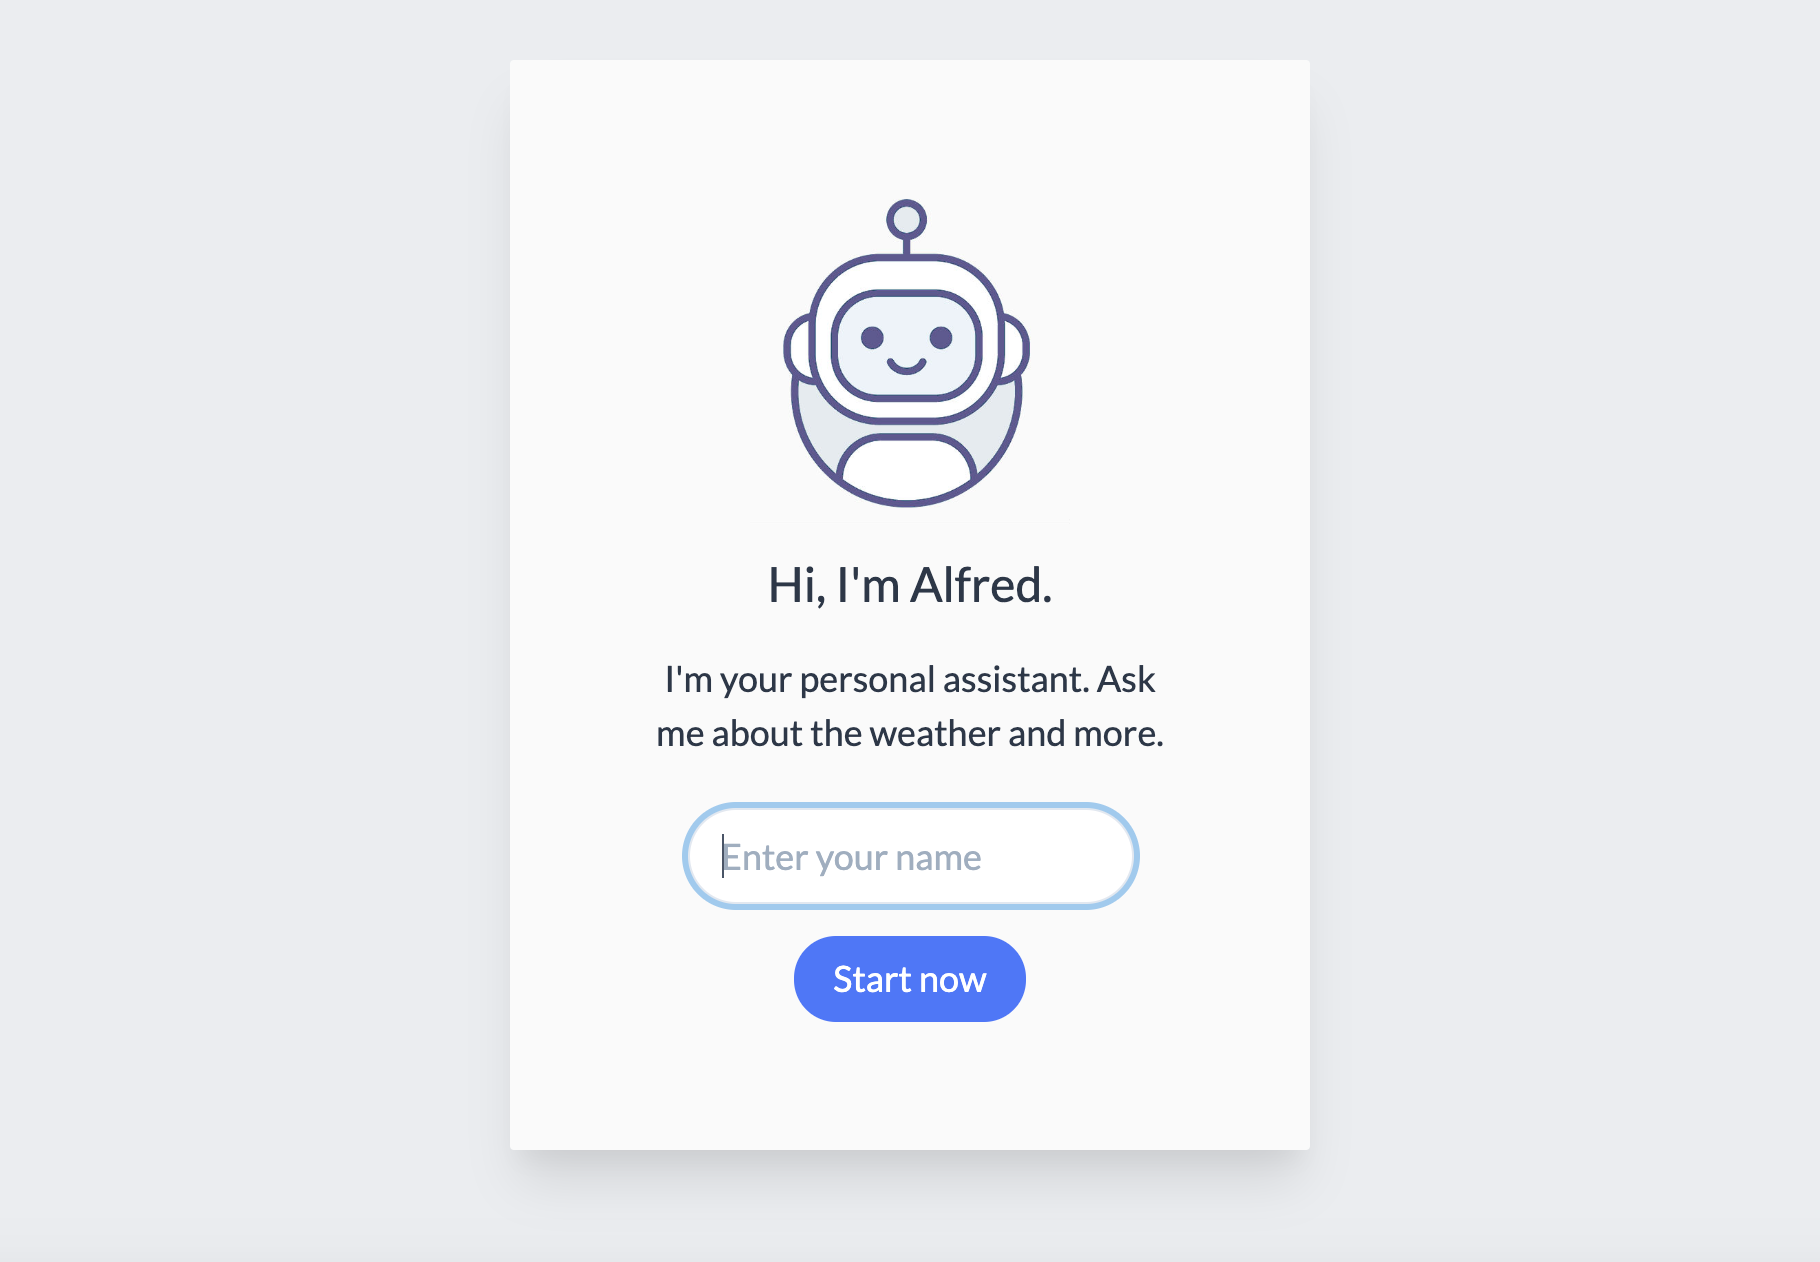 Hi, I'm Alfred.
I'm your personal assistant. Ask
me about the weather and more.
Enter your name
Start now